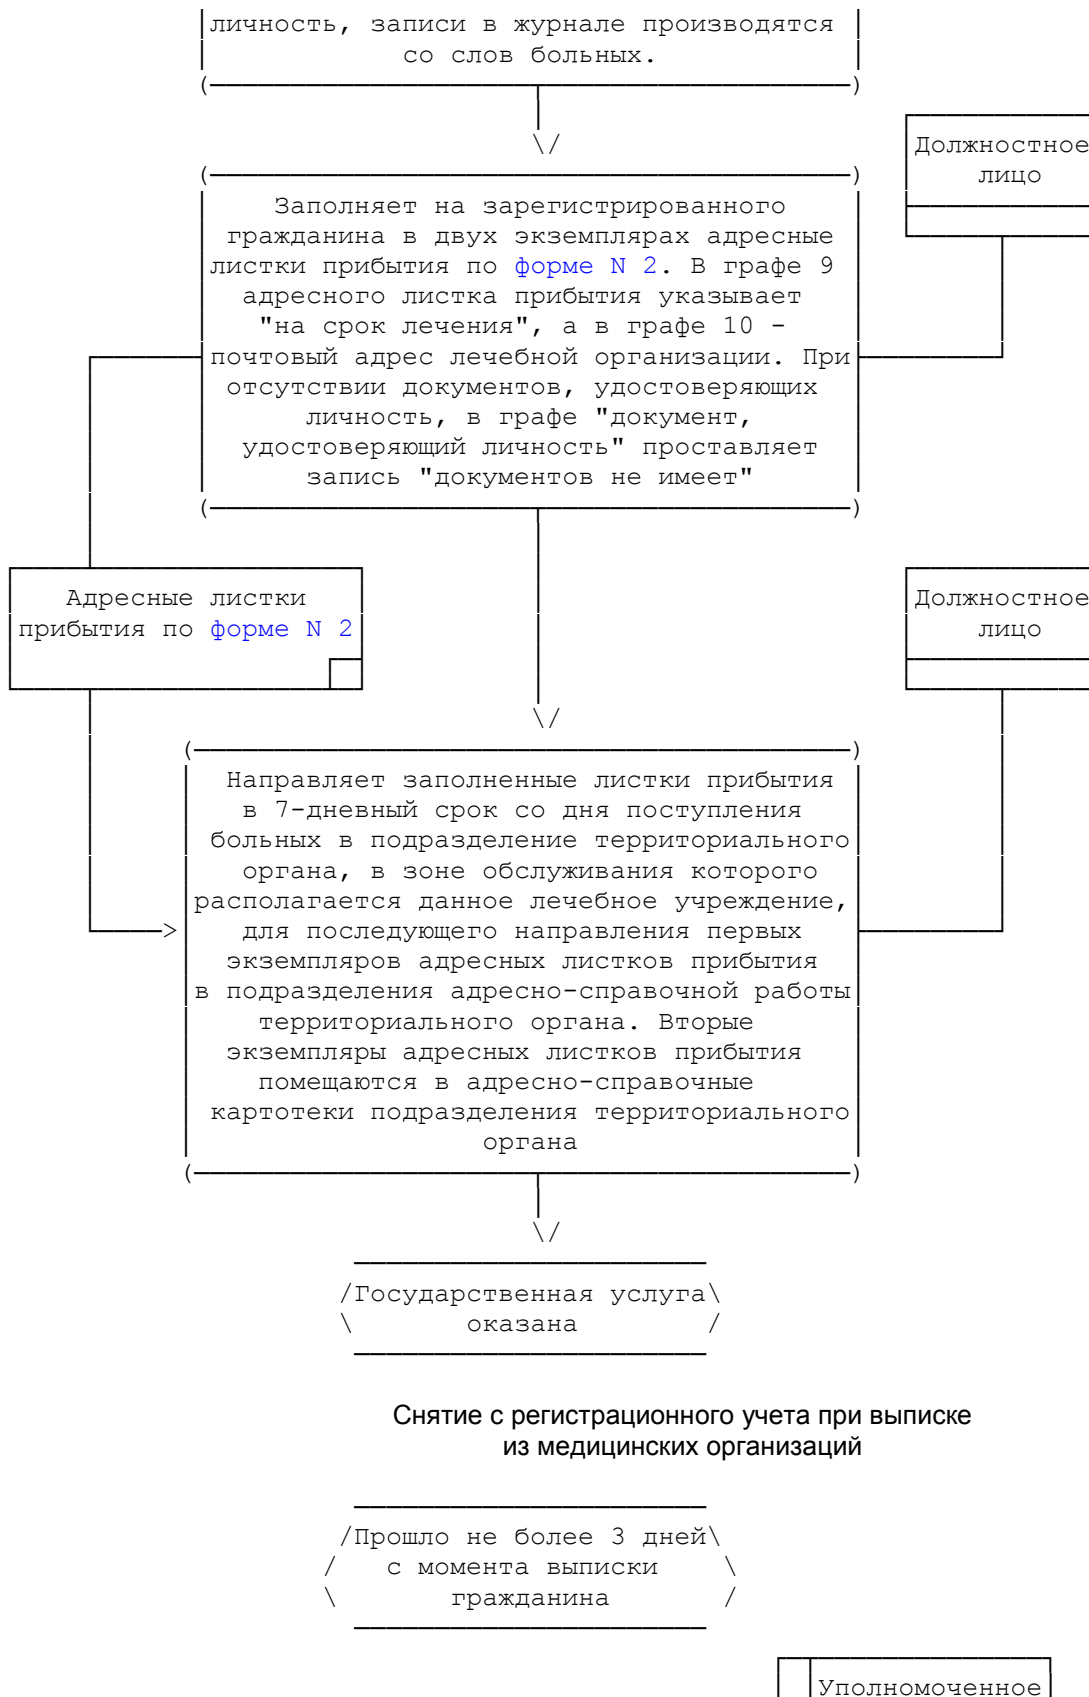 личность, записи в журнале производятся
со слов больных.
Должностное
лицо
Заполняет на зарегистрированного
гражданина в двух экземплярах адресные
листки прибытия по форме N 2. В графе 9
адресного листка прибытия указывает
"на срок лечения", а в графе 10 -
почтовый адрес лечебной организации. При
отсутствии документов, удостоверяющих
личность, в графе "документ,
удостоверяющий личность" проставляет
запись "документов не имеет"
Адресные листки
прибытия по форме N 2
Должностное
лицо
Направляет заполненные листки прибытия
в 7-дневный срок со дня поступления
больных в подразделение территориального
органа, в зоне обслуживания которого
располагается данное лечебное учреждение,
для последующего направления первых
экземпляров адресных листков прибытия
в подразделения адресно-справочной работы
территориального органа. Вторые
экземпляры адресных листков прибытия
помещаются в адресно-справочные
картотеки подразделения территориального
органа
Государственная услуга
оказана
Снятие с регистрационного учета при выписке
из медицинских организаций
Прошло не более 3 дней
с момента выписки
гражданина
Уполномоченное